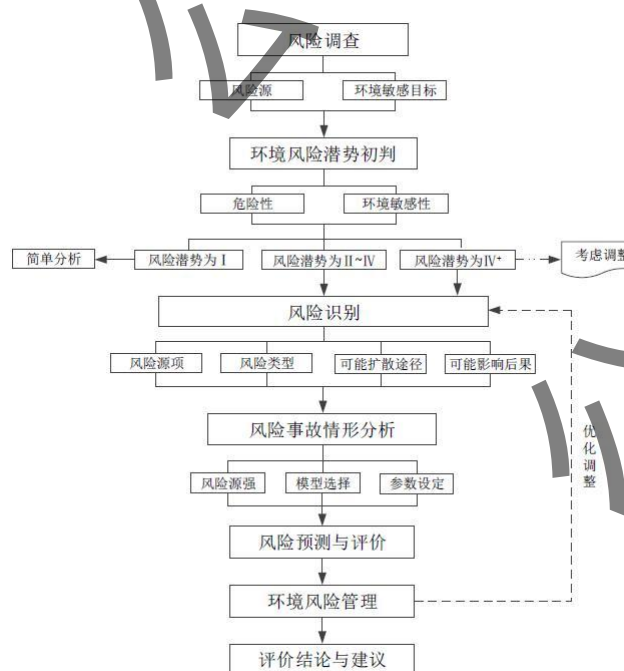 风险调查
风险源 环境敏感目标
环境风险潜势初判
危险性 环境敏感性
简单分析 风险潜势为Ⅰ 风险潜势为Ⅱ~Ⅳ 风险潜势为Ⅳ+ 考虑调整
风险识别
风险源项 风险类型 可能扩散途径 可能影响后果
风险事故情形分析
优化调整
风险源强 模型选择 参数设定
风险预测与评价
环境风险管理
评价结论与建议